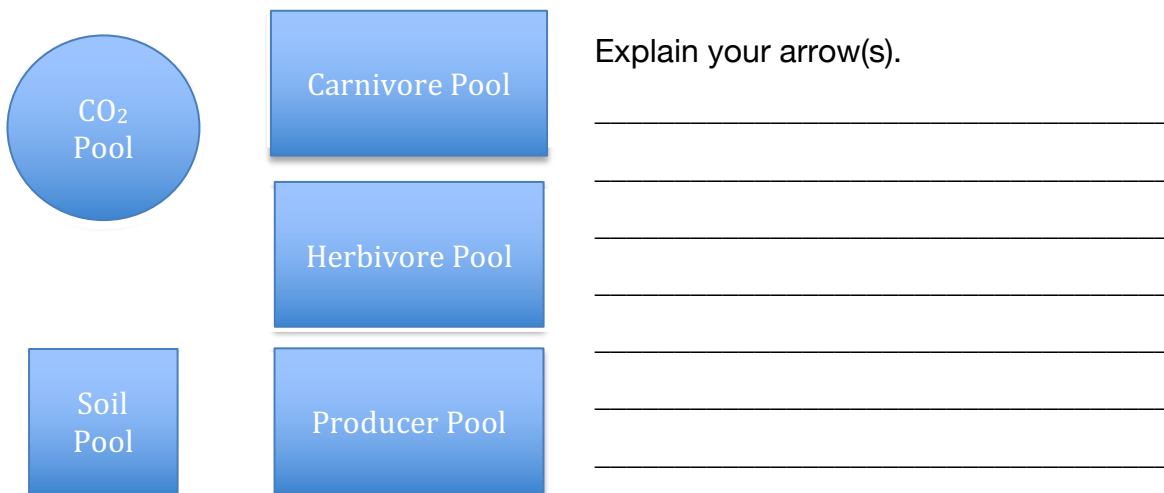 CO₂
Pool
Carnivore Pool
Explain your arrow(s).
Herbivore Pool
Soil
Pool
Producer Pool